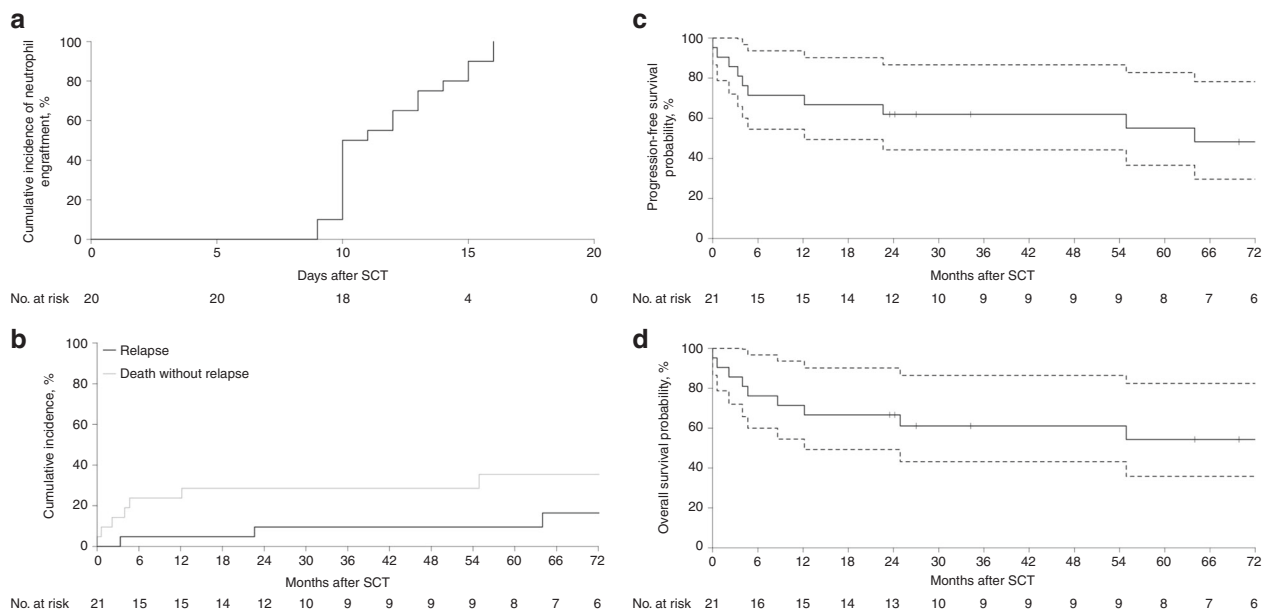 a
Cumulative incidence of neutrophil
engraftment, %
100
80
60
40
20
0
0 5 10 15 20
Days after SCT
No. at risk 20 20 18 4 0
b
Cumulative incidence, %
100
80
60
40
20
0
Relapse
Death without relapse
0 6 12 18 24 30 36 42 48 54 60 66 72
Months after SCT
No. at risk 21 15 15 14 12 10 9 9 9 9 8 7 6
c
Progression-free survival
probability, %
100
80
60
40
20
0
0 6 12 18 24 30 36 42 48 54 60 66 72
Months after SCT
No. at risk 21 15 15 14 12 10 9 9 9 9 8 7 6
d
Overall survival probability, %
100
80
60
40
20
0
0 6 12 18 24 30 36 42 48 54 60 66 72
Months after SCT
No. at risk 21 16 15 14 13 10 9 9 9 9 8 7 6